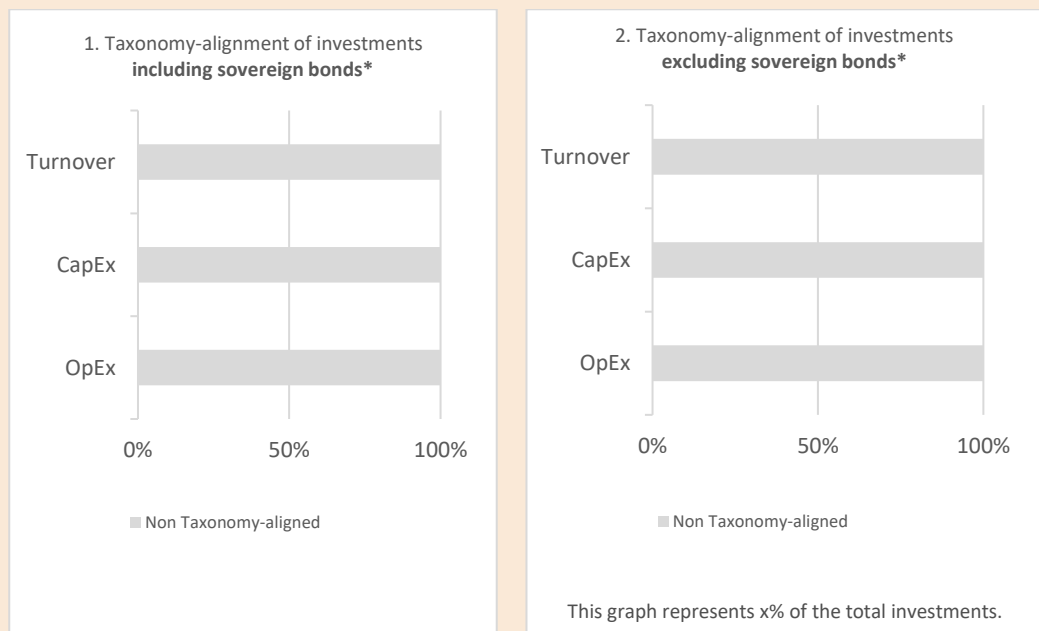 1. Taxonomy-alignment of investments
including sovereign bonds*
Turnover
CapEx
OpEx
0% 50% 100%
Non Taxonomy-aligned
2. Taxonomy-alignment of investments
excluding sovereign bonds*
Turnover
CapEx
OpEx
0% 50% 100%
Non Taxonomy-aligned
This graph represents x% of the total investments.